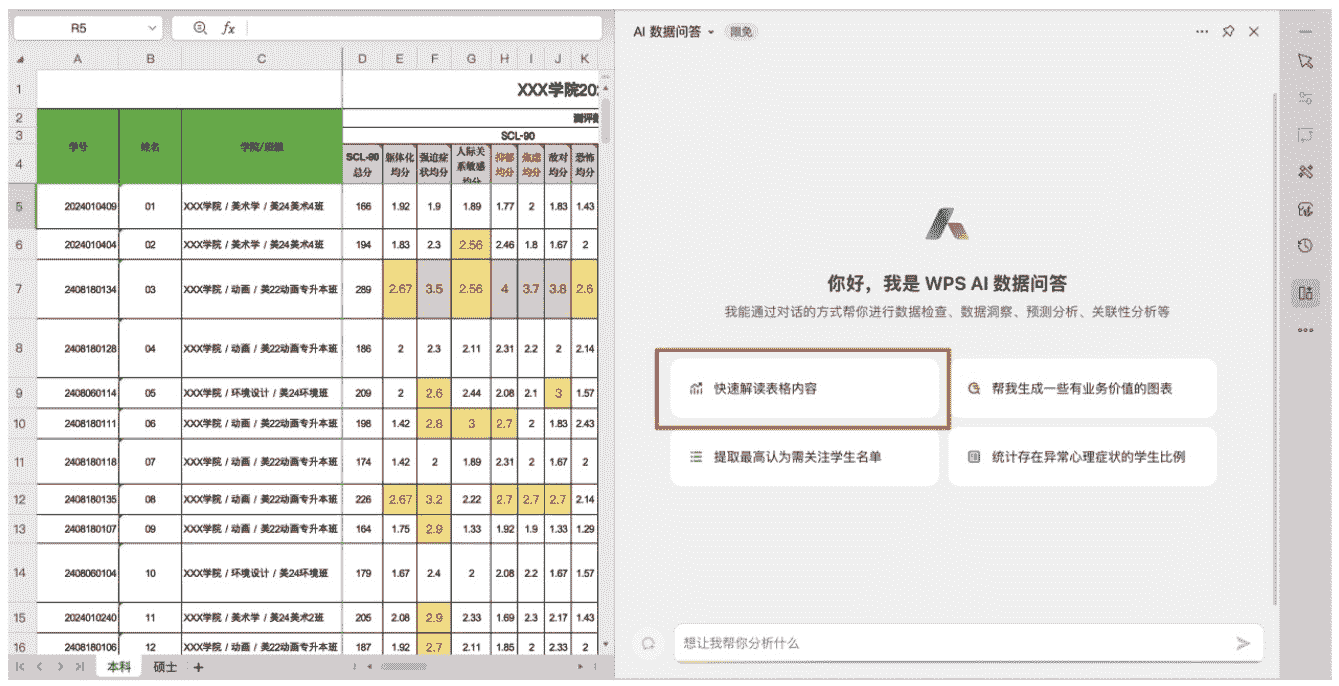 R5 fx
AI 数据问答 限免
A B C D E F G H I J K
1 XXX学院202
2
3 SCL-90
4 学号 姓名 学院/班级 SCL-90总分 躯体化均分 强迫症状均分 人际关系敏感均分 抑郁均分 焦虑均分 敌对均分 恐怖均分
5 2024010409 01 XXX学院 / 美术学 / 美24美术4班 166 1.92 1.9 1.89 1.77 2 1.83 1.43
6 2024010404 02 XXX学院 / 美术学 / 美24美术4班 194 1.83 2.3 2.56 2.46 1.8 1.67 2
7 2408180134 03 XXX学院 / 动画 / 美22动画专升本班 289 2.67 3.5 2.56 4 3.7 3.8 2.6
8 2408180128 04 XXX学院 / 动画 / 美22动画专升本班 186 2 2.3 2.11 2.31 2.2 2 2.14
9 2408060114 05 XXX学院 / 环境设计 / 美24环境班 209 2 2.6 2.44 2.08 2.1 3 1.57
10 2408180111 06 XXX学院 / 动画 / 美22动画专升本班 198 1.42 2.8 3 2.7 2 1.83 2.43
11 2408180118 07 XXX学院 / 动画 / 美22动画专升本班 174 1.42 2 1.89 2.31 2 1.67 2
12 2408180135 08 XXX学院 / 动画 / 美22动画专升本班 226 2.67 3.2 2.22 2.7 2.7 2.7 2.14
13 2408180107 09 XXX学院 / 动画 / 美22动画专升本班 164 1.75 2.9 1.33 1.92 1.9 1.33 1.29
14 2408060104 10 XXX学院 / 环境设计 / 美24环境班 179 1.67 2.4 2 2.08 2.2 1.67 1.57
15 2024010240 11 XXX学院 / 美术学 / 美24美术2班 205 2.08 2.9 2.33 1.69 2.3 2.17 1.43
16 2408180106 12 XXX学院 / 动画 / 美22动画专升本班 187 1.92 2.7 2.11 1.85 2 2.33 2
本科 硕士 +
你好，我是 WPS AI 数据问答
我能通过对话的方式帮你进行数据检查、数据洞察、预测分析、关联性分析等
快速解读表格内容
帮我生成一些有业务价值的图表
提取最高认为需关注学生名单
统计存在异常心理症状的学生比例
想让我帮你分析什么